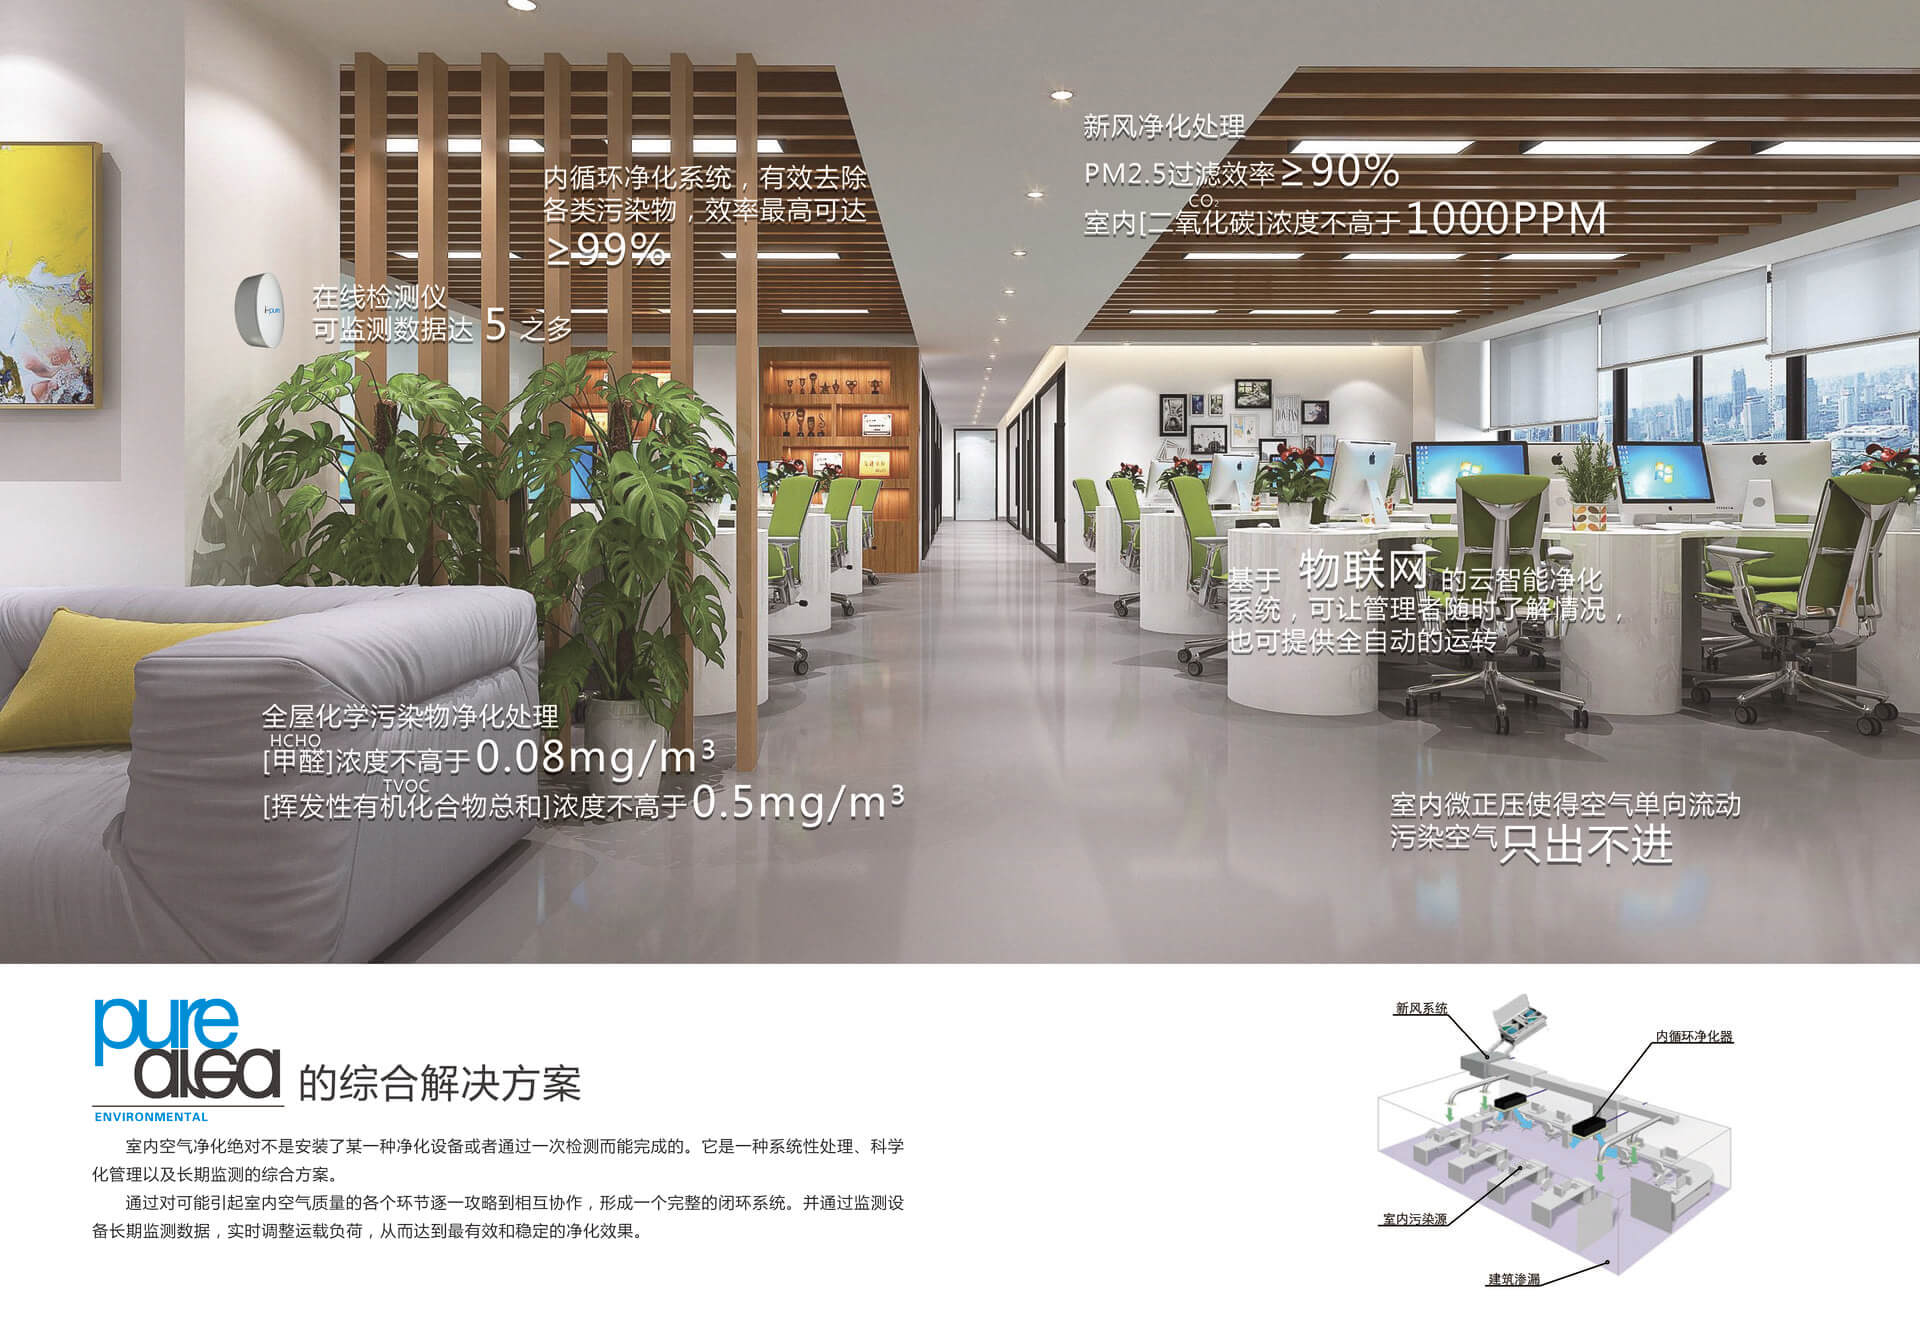 新风净化处理
PM2.5过滤效率≥90%
CO₂
室内[二氧化碳]浓度不高于1000PPM
内循环净化系统，有效去除
各类污染物，效率最高可达
≥99%
i-pure
在线检测仪
可监测数据达 5 之多
基于 物联网 的云智能净化
系统，可让管理者随时了解情况，
也可提供全自动的运转
全屋化学污染物净化处理
HCHO
[甲醛]浓度不高于0.08mg/m³
TVOC
[挥发性有机化合物总和]浓度不高于0.5mg/m³
室内微正压使得空气单向流动
污染空气只出不进
pure
aisa 的综合解决方案
ENVIRONMENTAL
室内空气净化绝对不是安装了某一种净化设备或者通过一次检测而能完成的。它是一种系统性处理、科学
化管理以及长期监测的综合方案。
通过对可能引起室内空气质量的各个环节逐一攻略到相互协作，形成一个完整的闭环系统。并通过监测设
备长期监测数据，实时调整运载负荷，从而达到最有效和稳定的净化效果。
新风系统
内循环净化器
室内污染源
建筑渗漏